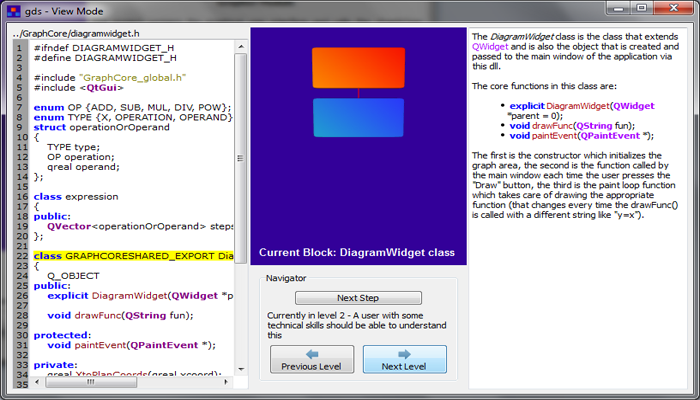 gds - View Mode
../GraphCore/diagramwidget.h
1 #ifndef DIAGRAMWIDGET_H
2 #define DIAGRAMWIDGET_H
3
4 #include "GraphCore_global.h"
5 #include <QtGui>
6
7 enum OP {ADD, SUB, MUL, DIV, POW};
8 enum TYPE {X, OPERATION, OPERAND}
9 struct operationOrOperand
10 {
11 TYPE type;
12 OP operation;
13 qreal operand;
14 };
15
16 class expression
17 {
18 public:
19 QVector<operationOrOperand> steps
20 };
21
22 class GRAPHCORESHARED_EXPORT Dia
23 {
24 Q_OBJECT
25 public:
26 explicit DiagramWidget(QWidget *p
27
28 void drawFunc(QString fun);
29
30 protected:
31 void paintEvent(QPaintEvent *);
32
33 private:
34 qreal XtoPlanCoords(qreal xcoord);
35
Current Block: DiagramWidget class
Navigator
Next Step
Currently in level 2 - A user with some
technical skills should be able to understand
this
Previous Level
Next Level
The DiagramWidget class is the class that extends
QWidget and is also the object that is created and
passed to the main window of the application via
this dll.
The core functions in this class are:
• explicit DiagramWidget(QWidget
*parent = 0);
• void drawFunc(QString fun);
• void paintEvent(QPaintEvent *);
The first is the constructor which initializes the
graph area, the second is the function called by
the main window each time the user presses the
"Draw" button, the third is the paint loop function
which takes care of drawing the appropriate
function (that changes every time the drawFunc()
is called with a different string like "y=x").